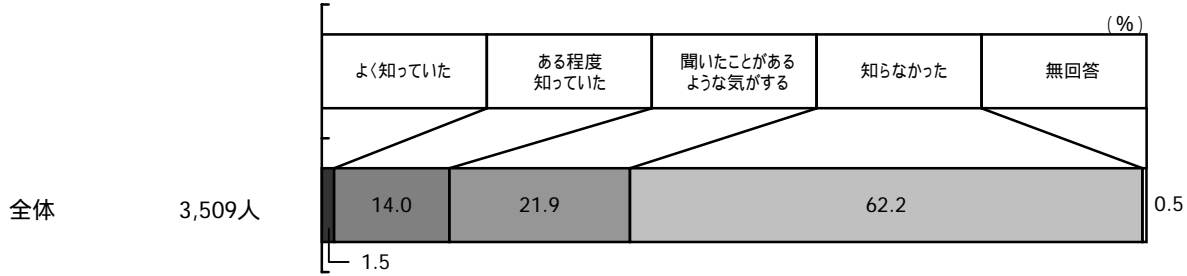 (%)
よく知っていた
ある程度
知っていた
聞いたことがある
ような気がする
知らなかった
無回答
全体 3,509人 14.0 21.9 62.2 0.5
1.5